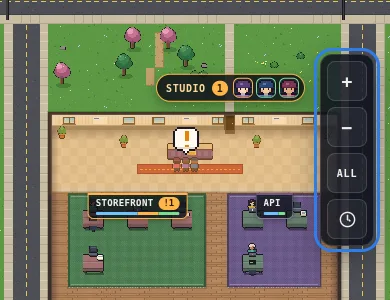 STUDIO 1
+
−
ALL
!
STOREFRONT !1
API